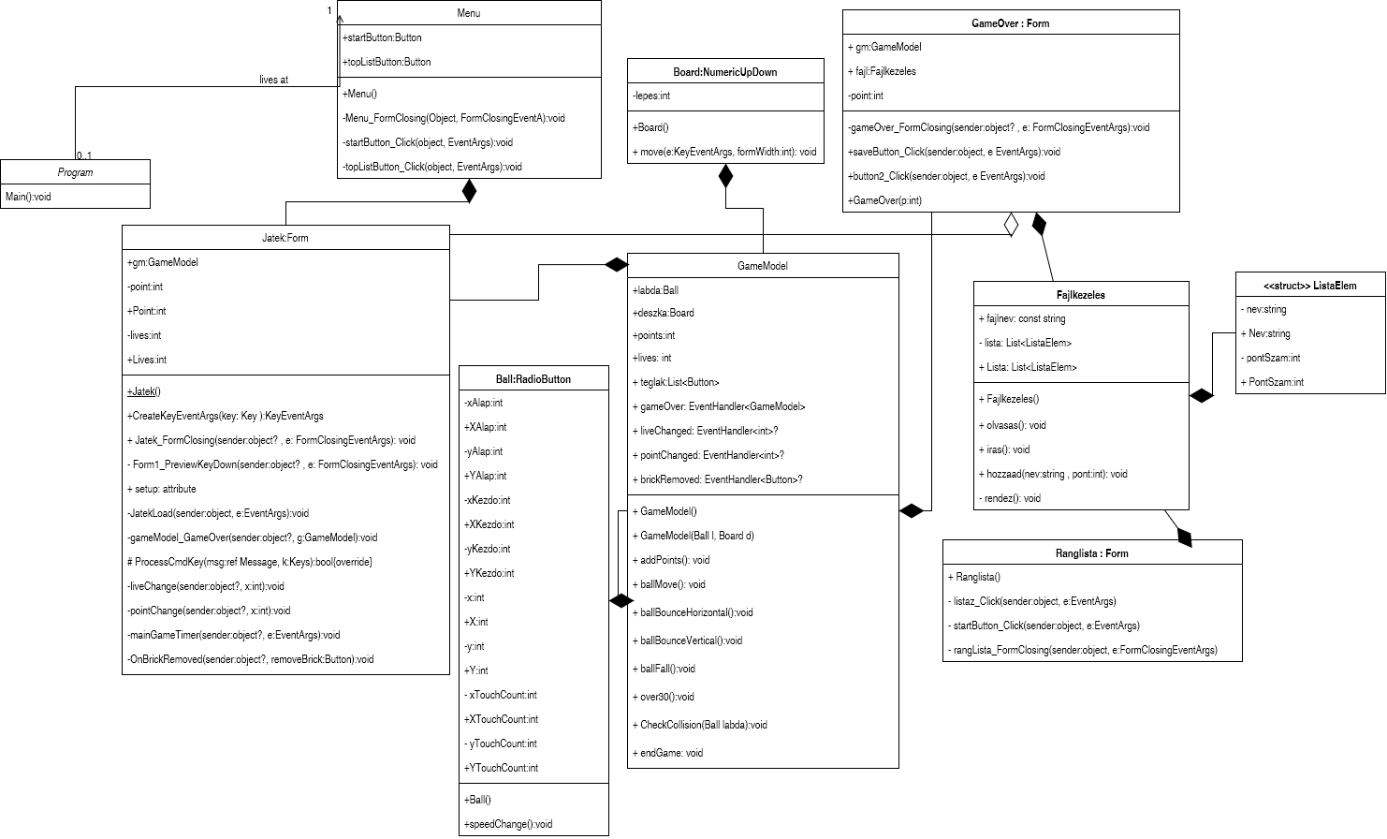 1
Menu
+startButton:Button
+topListButton:Button
+Menu()
-Menu_FormClosing(Object, FormClosingEventA):void
-startButton_Click(object, EventArgs):void
-topListButton_Click(object, EventArgs):void
lives at
0..1
Program
Main():void
Board:NumericUpDown
-lepes:int
+Board()
+ move(e:KeyEventArgs, formWidth:int): void
GameOver : Form
+ gm:GameModel
+ fajl:Fajlkezeles
-point:int
-gameOver_FormClosing(sender:object? , e: FormClosingEventArgs):void
+saveButton_Click(sender:object, e EventArgs):void
+button2_Click(sender:object, e EventArgs):void
+GameOver(p:int)
Jatek:Form
+gm:GameModel
-point:int
+Point:int
-lives:int
+Lives:int
+Jatek()
+CreateKeyEventArgs(key: Key ):KeyEventArgs
+ Jatek_FormClosing(sender:object? , e: FormClosingEventArgs): void
- Form1_PreviewKeyDown(sender:object? , e: FormClosingEventArgs): void
+ setup: attribute
-JatekLoad(sender:object, e:EventArgs):void
-gameModel_GameOver(sender:object?, g:GameModel):void
# ProcessCmdKey(msg:ref Message, k:Keys):bool{override}
-liveChange(sender:object?, x:int):void
-pointChange(sender:object?, x:int):void
-mainGameTimer(sender:object?, e:EventArgs):void
-OnBrickRemoved(sender:object?, removeBrick:Button):void
Ball:RadioButton
-xAlap:int
+XAlap:int
-yAlap:int
+YAlap:int
-xKezdo:int
+XKezdo:int
-yKezdo:int
+YKezdo:int
-x:int
+X:int
-y:int
+Y:int
- xTouchCount:int
+XTouchCount:int
- yTouchCount:int
+YTouchCount:int
+Ball()
+speedChange():void
GameModel
+labda:Ball
+deszka:Board
+points:int
+lives: int
+ teglak:List<Button>
+ gameOver: EventHandler<GameModel>
+ liveChanged: EventHandler<int>?
+ pointChanged: EventHandler<int>?
+ brickRemoved: EventHandler<Button>?
+ GameModel()
+ GameModel(Ball l, Board d)
+ addPoints(): void
+ ballMove(): void
+ ballBounceHorizontal():void
+ ballBounceVertical():void
+ ballFall():void
+ over30():void
+ CheckCollision(Ball labda):void
+ endGame: void
Fajlkezeles
+ fajlnev: const string
- lista: List<ListaElem>
+ Lista: List<ListaElem>
+ Fajlkezeles()
+ olvasas(): void
+ iras(): void
+ hozzaad(nev:string , pont:int): void
- rendez(): void
<<struct>> ListaElem
- nev:string
+ Nev:string
- pontSzam:int
+ PontSzam:int
Ranglista : Form
+ Ranglista()
- listaz_Click(sender:object, e:EventArgs)
- startButton_Click(sender:object, e:EventArgs)
- rangLista_FormClosing(sender:object, e:FormClosingEventArgs)